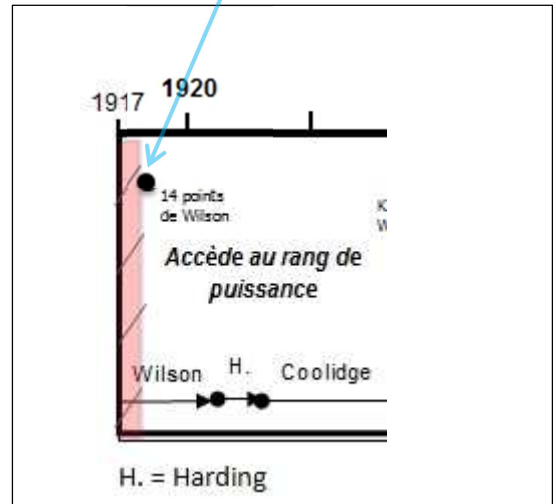 1917 1920
14 points
de Wilson
K
W
Accède au rang de
puissance
Wilson H. Coolidge
H. = Harding